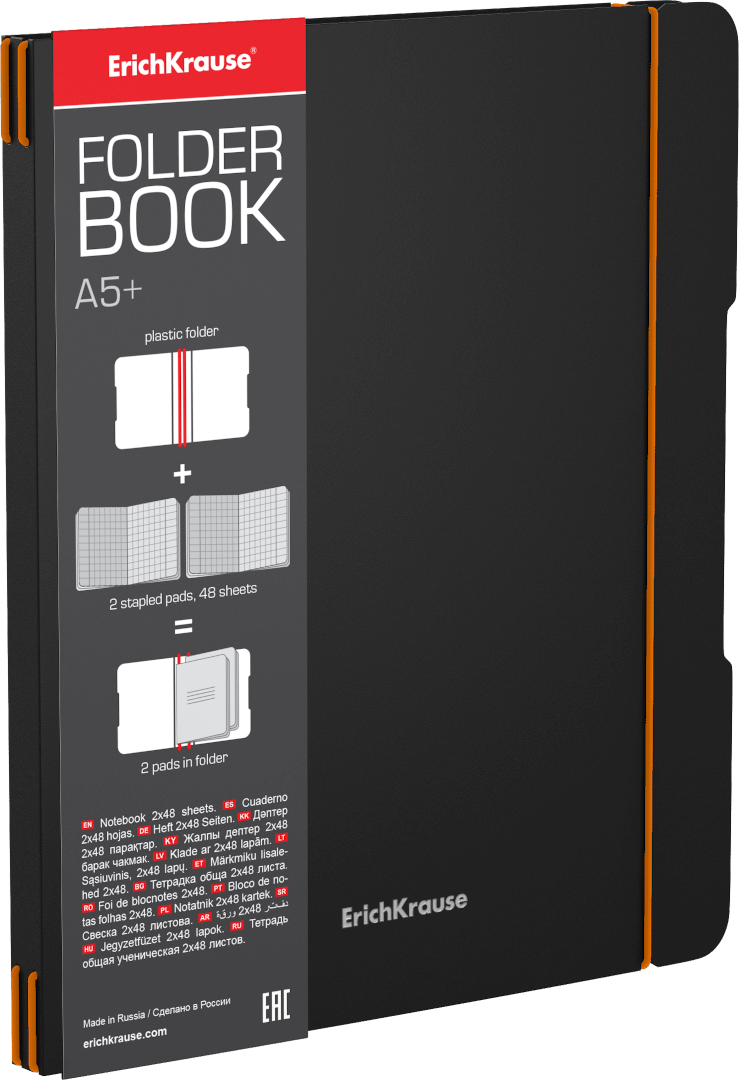 ErichKrause®
FOLDER
BOOK
A5+
plastic folder
+
2 stapled pads, 48 sheets
=
2 pads in folder
EN Notebook 2x48 sheets. ES Cuaderno
2x48 hojas. DE Heft 2x48 Seiten. KK Дәптер
2x48 парақтар. KY Жалпы дептер 2x48
барак чакмак. LV Klade ar 2x48 lapām. LT
Sąsiuvinis, 2x48 lapų. ET Märkmiku lisale-
hed 2x48. BG Тетрадка обща 2x48 листа.
RO Foi de blocnotes 2x48. PT Bloco de no-
tas folhas 2x48. PL Notatnik 2x48 kartek. SR
Свеска 2x48 листова. AR دفتر 2x48 ورقة
HU Jegyzetfüzet 2x48 lapok. RU Тетрадь
общая ученическая 2x48 листов.
Made in Russia / Сделано в России
erichkrause.com
EAC
ErichKrause